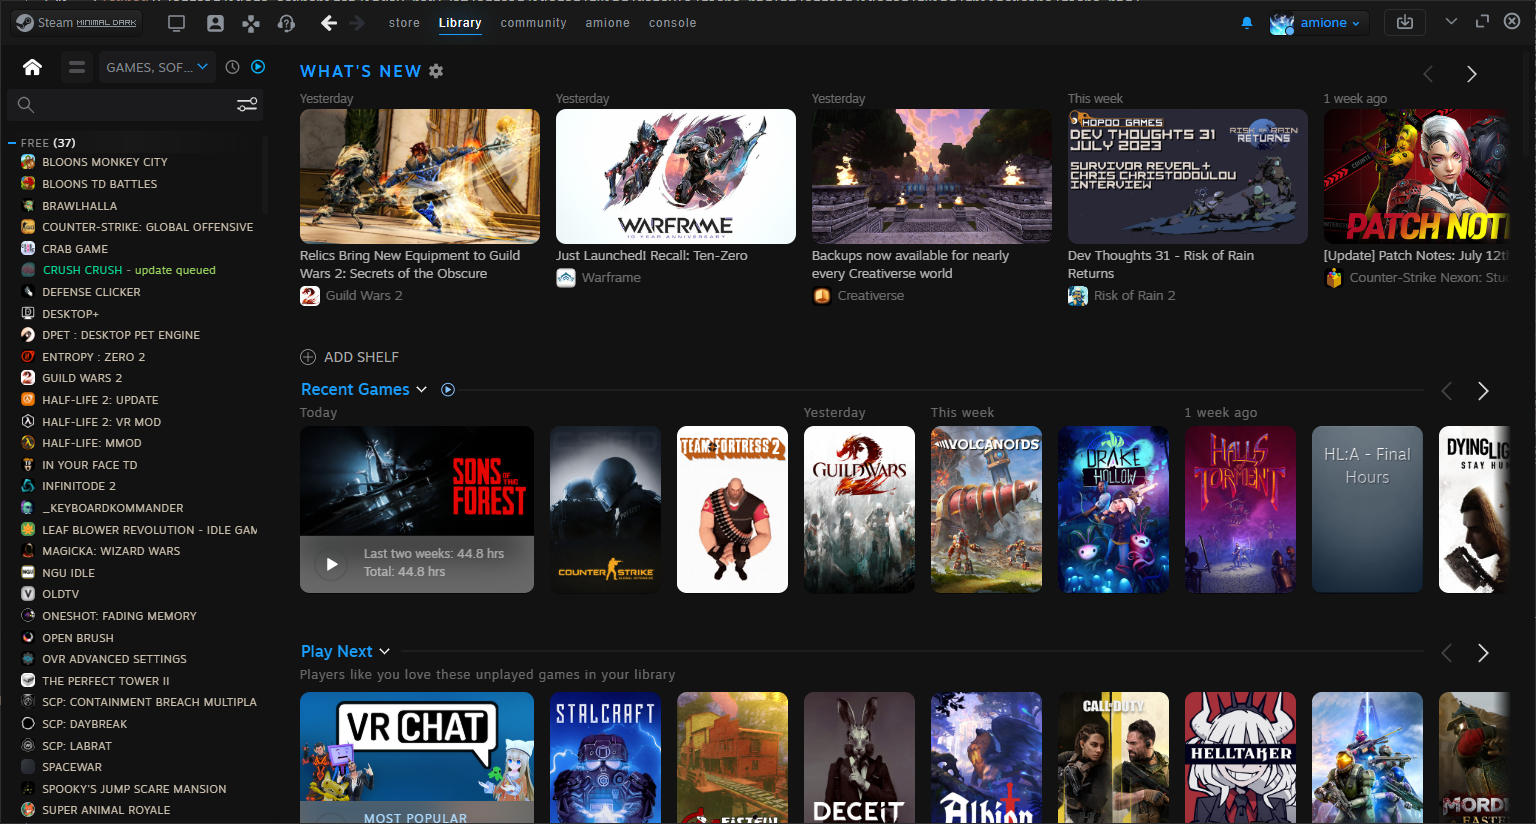 Steam MINIMAL DARK
store
Library
community
amione
console
amione
GAMES, SOF...
WHAT'S NEW
Yesterday
Yesterday
Yesterday
This week
1 week ago
WARFRAME
10 YEAR ANNIVERSARY
HOPOO GAMES
DEV THOUGHTS 31
JULY 2023
SURVIVOR REVEAL +
CHRIS CHRISTODOULOU
INTERVIEW
RISK OF RAIN
RETURNS
PATCH NOT
Relics Bring New Equipment to Guild
Wars 2: Secrets of the Obscure
Guild Wars 2
Just Launched! Recall: Ten-Zero
Warframe
Backups now available for nearly
every Creativerse world
Creativerse
Dev Thoughts 31 - Risk of Rain
Returns
Risk of Rain 2
[Update] Patch Notes: July 12th
Counter-Strike Nexon: Stud
FREE (37)
BLOONS MONKEY CITY
BLOONS TD BATTLES
BRAWLHALLA
COUNTER-STRIKE: GLOBAL OFFENSIVE
CRAB GAME
CRUSH CRUSH - update queued
DEFENSE CLICKER
DESKTOP+
DPET : DESKTOP PET ENGINE
ENTROPY : ZERO 2
GUILD WARS 2
HALF-LIFE 2: UPDATE
HALF-LIFE 2: VR MOD
HALF-LIFE: MMOD
IN YOUR FACE TD
INFINITODE 2
_KEYBOARDKOMMANDER
LEAF BLOWER REVOLUTION - IDLE GAM
MAGICKA: WIZARD WARS
NGU IDLE
OLDTV
ONESHOT: FADING MEMORY
OPEN BRUSH
OVR ADVANCED SETTINGS
THE PERFECT TOWER II
SCP: CONTAINMENT BREACH MULTIPLA
SCP: DAYBREAK
SCP: LABRAT
SPACEWAR
SPOOKY'S JUMP SCARE MANSION
SUPER ANIMAL ROYALE
ADD SHELF
Recent Games
Today
Yesterday
This week
1 week ago
SONS OF THE FOREST
Last two weeks: 44.8 hrs
Total: 44.8 hrs
COUNTER STRIKE
TEAM FORTRESS 2
GUILD WARS
2
VOLCANOIDS
DRAKE
HOLLOW
HALLS
OF
TORMENT
HL:A - Final
Hours
DYING LIG
STAY HUM
Play Next
Players like you love these unplayed games in your library
VRCHAT
MOST POPULAR
STALCRAFT
DECEIT
Albion
CALL OF DUTY
HELLTAKER
MORDH
EASTE